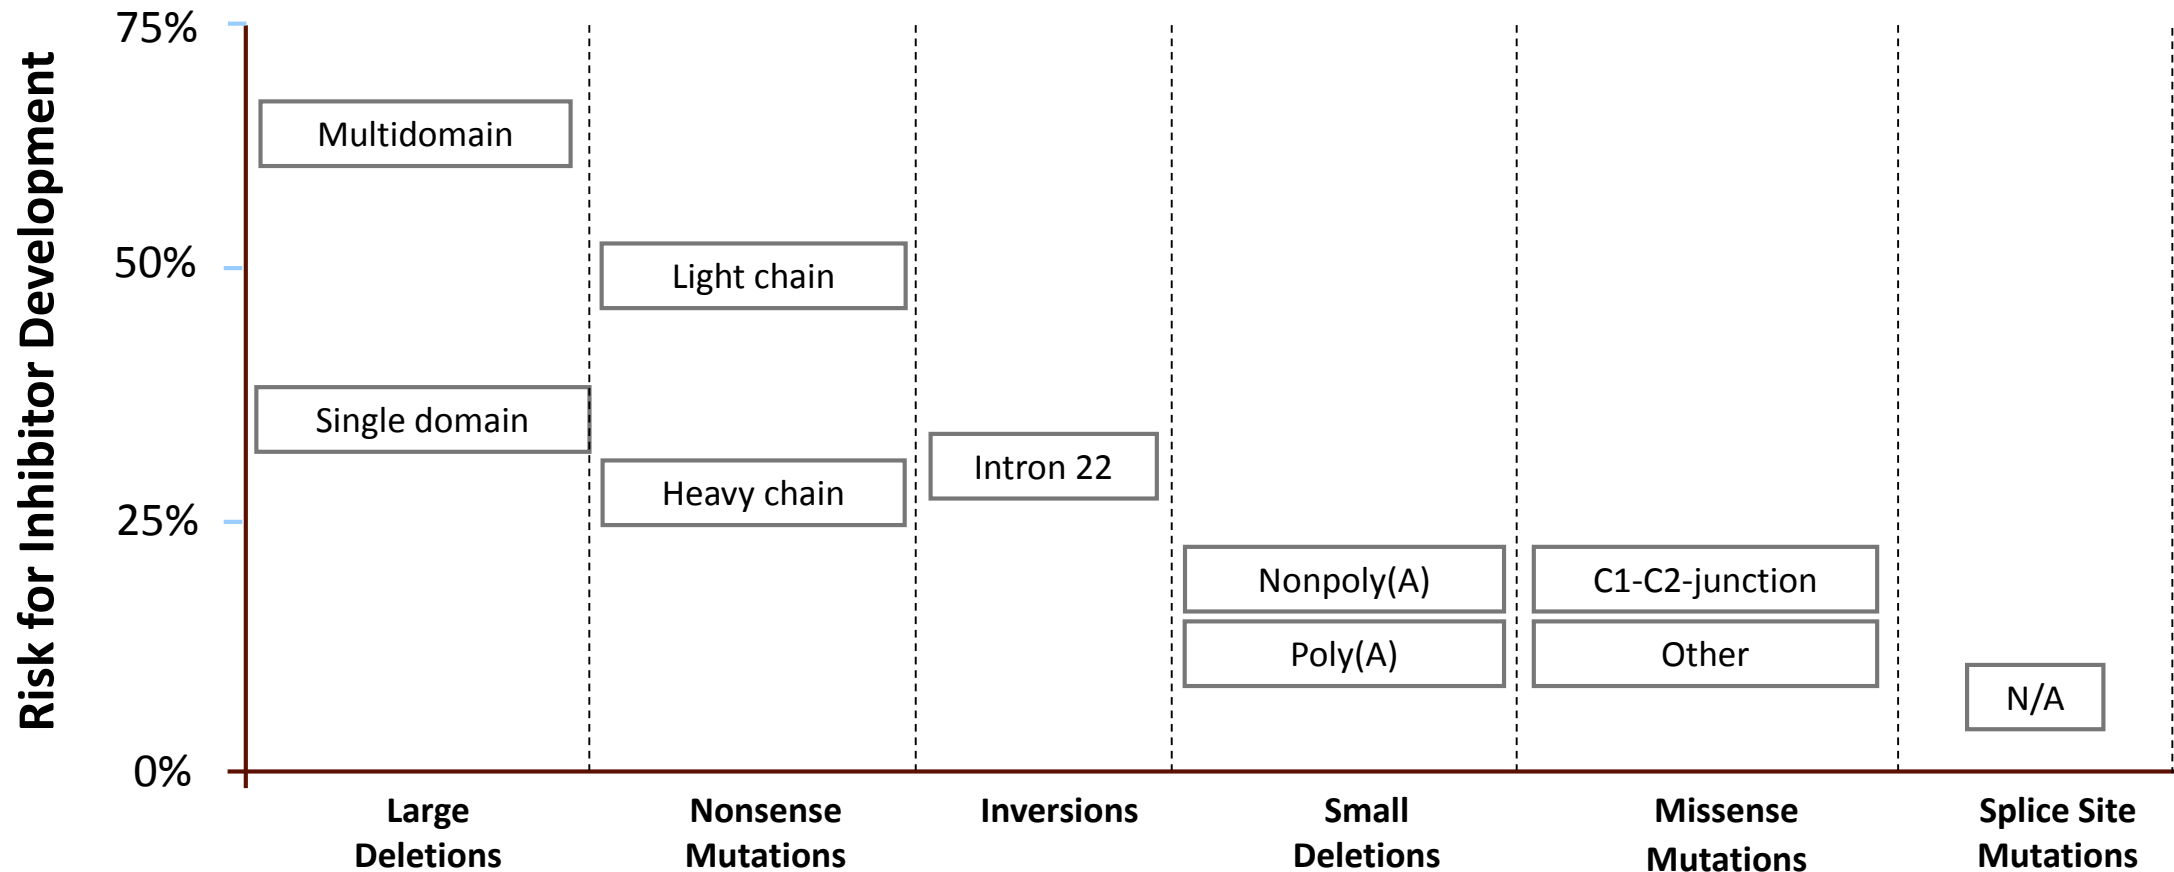 Risk for Inhibitor Development
75%
50%
25%
0%
Multidomain
Single domain
Light chain
Heavy chain
Intron 22
Nonpoly(A)
Poly(A)
C1-C2-junction
Other
N/A
Large
Deletions
Nonsense
Mutations
Inversions
Small
Deletions
Missense
Mutations
Splice Site
Mutations